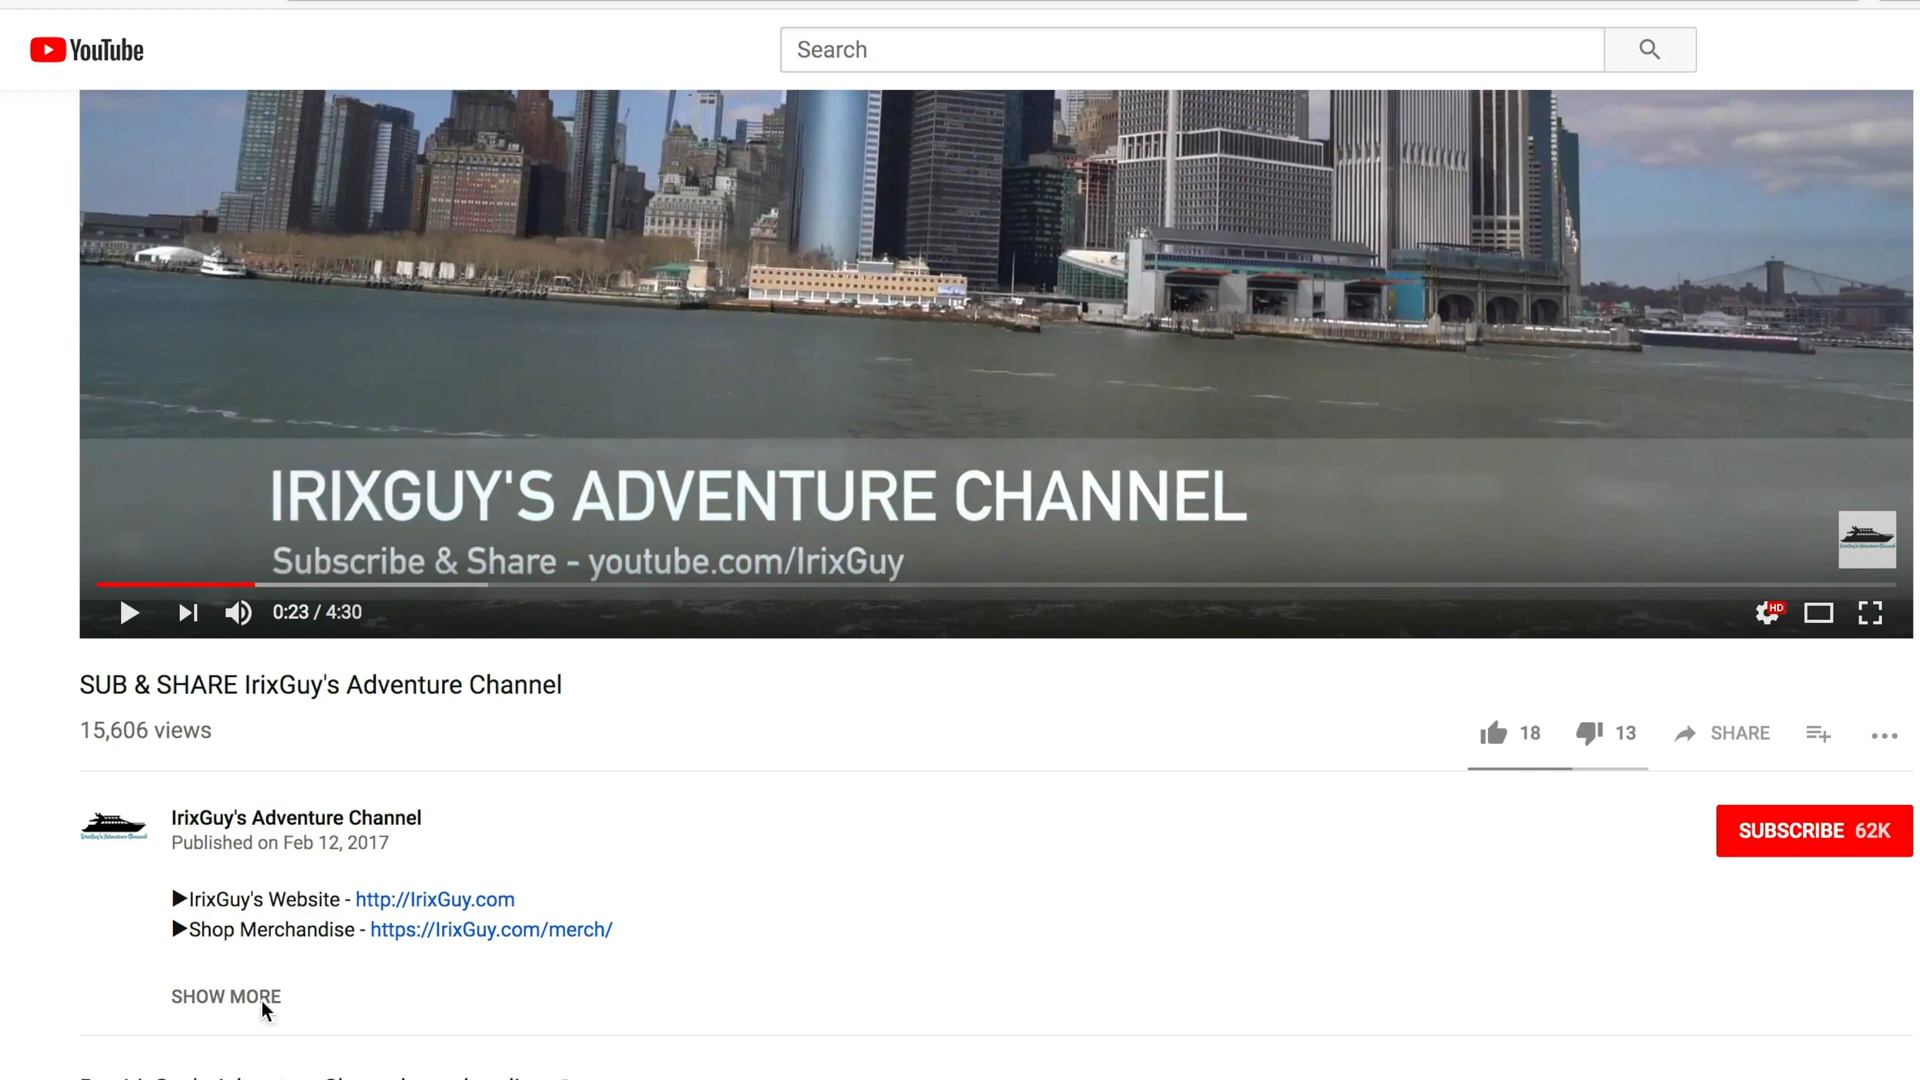 YouTube
Search
IRIXGUY'S ADVENTURE CHANNEL
Subscribe & Share - youtube.com/IrixGuy
0:23 / 4:30
HD
SUB & SHARE IrixGuy's Adventure Channel
15,606 views
18
13
SHARE
IrixGuy's Adventure Channel
Published on Feb 12, 2017
SUBSCRIBE 62K
▶IrixGuy's Website - http://IrixGuy.com
▶Shop Merchandise - https://IrixGuy.com/merch/
SHOW MORE